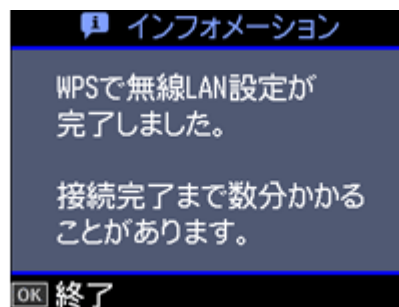 インフォメーション
WPSで無線LAN設定が
完了しました。
接続完了まで数分かかる
ことがあります。
OK 終了